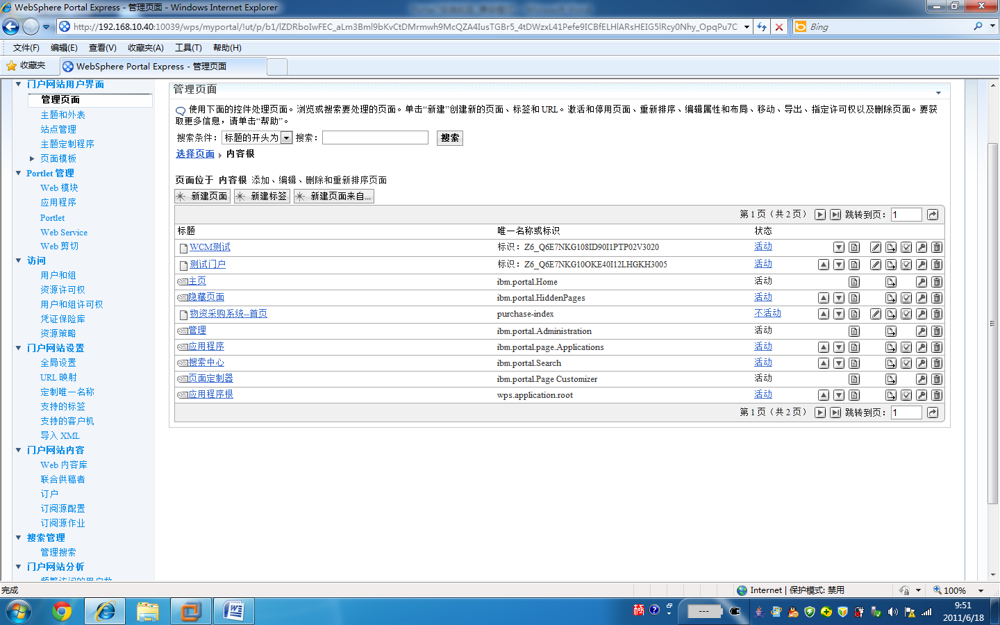 WebSphere Portal Express - 管理页面 - Windows Internet Explorer
http://192.168.10.40:10039/wps/myportal/!ut/p/b1/
Bing
文件(F) 编辑(E) 查看(V) 收藏夹(A) 工具(T) 帮助(H)
收藏夹 WebSphere Portal Express - 管理页面
门户网站用户界面
管理页面
主题和外表
站点管理
主题定制程序
页面模板
Portlet 管理
Web 模块
应用程序
Portlet
Web Service
Web 剪切
访问
用户和组
资源许可权
用户和组许可权
凭证保险库
资源策略
门户网站设置
全局设置
URL 映射
定制唯一名称
支持的标签
支持的客户机
导入 XML
门户网站内容
Web 内容库
联合供稿者
订户
订阅源配置
订阅源作业
搜索管理
管理搜索
门户网站分析
管理页面
使用下面的控件处理页面。浏览或搜索要处理的页面。单击“新建”创建新的页面、标签和 URL。激活和停用页面、重新排序、编辑属性和布局、移动、导出、指定许可权以及删除页面。要获
取更多信息，请单击“帮助”。
搜索条件： 标题的开头为 搜索： 搜索
选择页面 内容根
页面位于 内容根 添加、编辑、删除和重新排序页面
新建页面 新建标签 新建页面来自...
第 1 页（共 2 页） 跳转到页： 1
标题 唯一名称或标识 状态
WCM测试 标识：Z6_Q6E7NKG108ID90I1PTP02V3020 活动
测试门户 标识：Z6_Q6E7NKG10OKE40I12LHGKH3005 活动
主页 ibm.portal.Home 活动
隐藏页面 ibm.portal.HiddenPages 活动
物资采购系统--首页 purchase-index 不活动
管理 ibm.portal.Administration 活动
应用程序 ibm.portal.page.Applications 活动
搜索中心 ibm.portal.Search 活动
页面定制器 ibm.portal.Page Customizer 活动
应用程序根 wps.application.root 活动
第 1 页（共 2 页） 跳转到页： 1
完成
Internet | 保护模式: 禁用
100%
---
9:51
2011/6/18